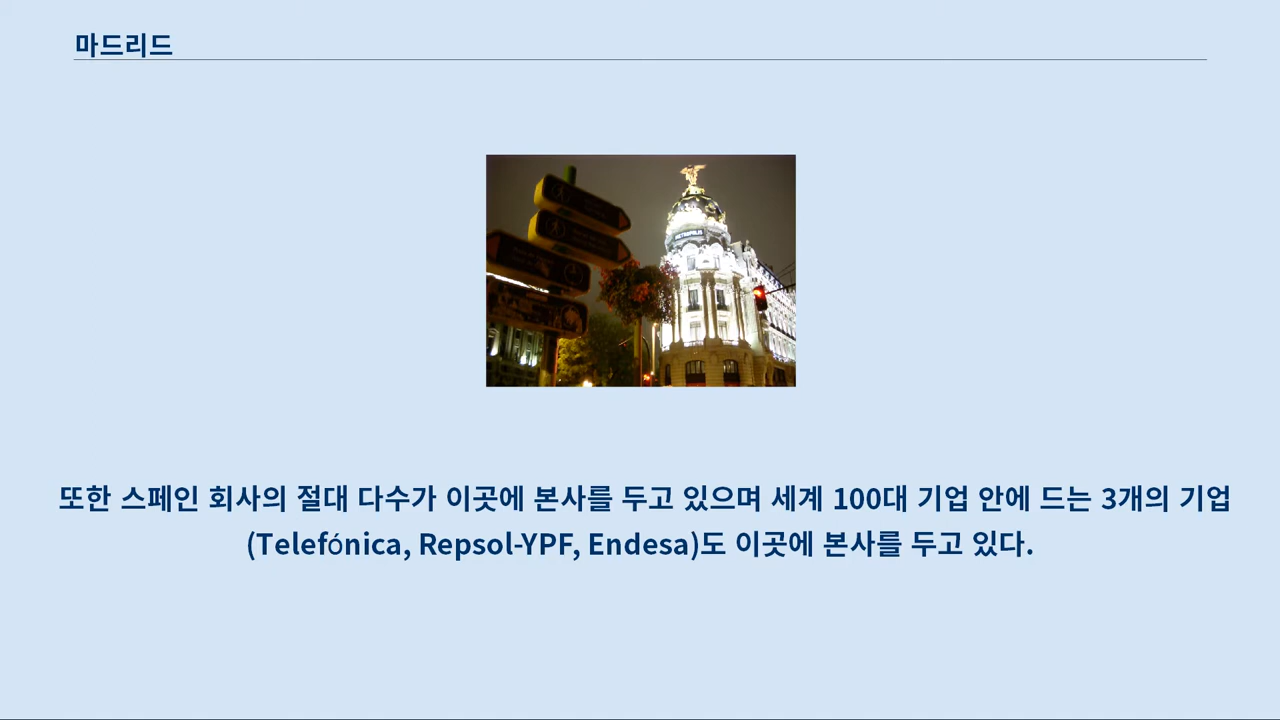 마드리드
METROPOLIS
또한 스페인 회사의 절대 다수가 이곳에 본사를 두고 있으며 세계 100대 기업 안에 드는 3개의 기업
(Telefónica, Repsol-YPF, Endesa)도 이곳에 본사를 두고 있다.